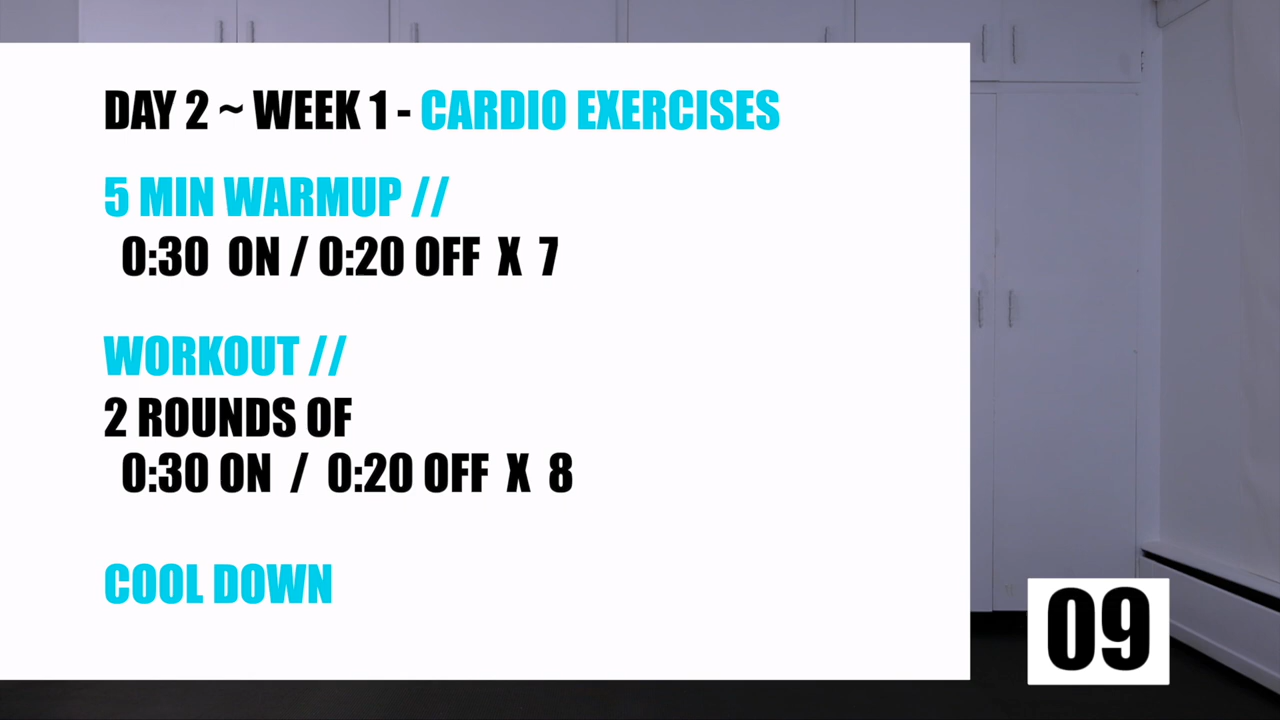 DAY 2 ~ WEEK 1 - CARDIO EXERCISES
5 MIN WARMUP //
0:30 ON / 0:20 OFF X 7
WORKOUT //
2 ROUNDS OF
0:30 ON / 0:20 OFF X 8
COOL DOWN
09